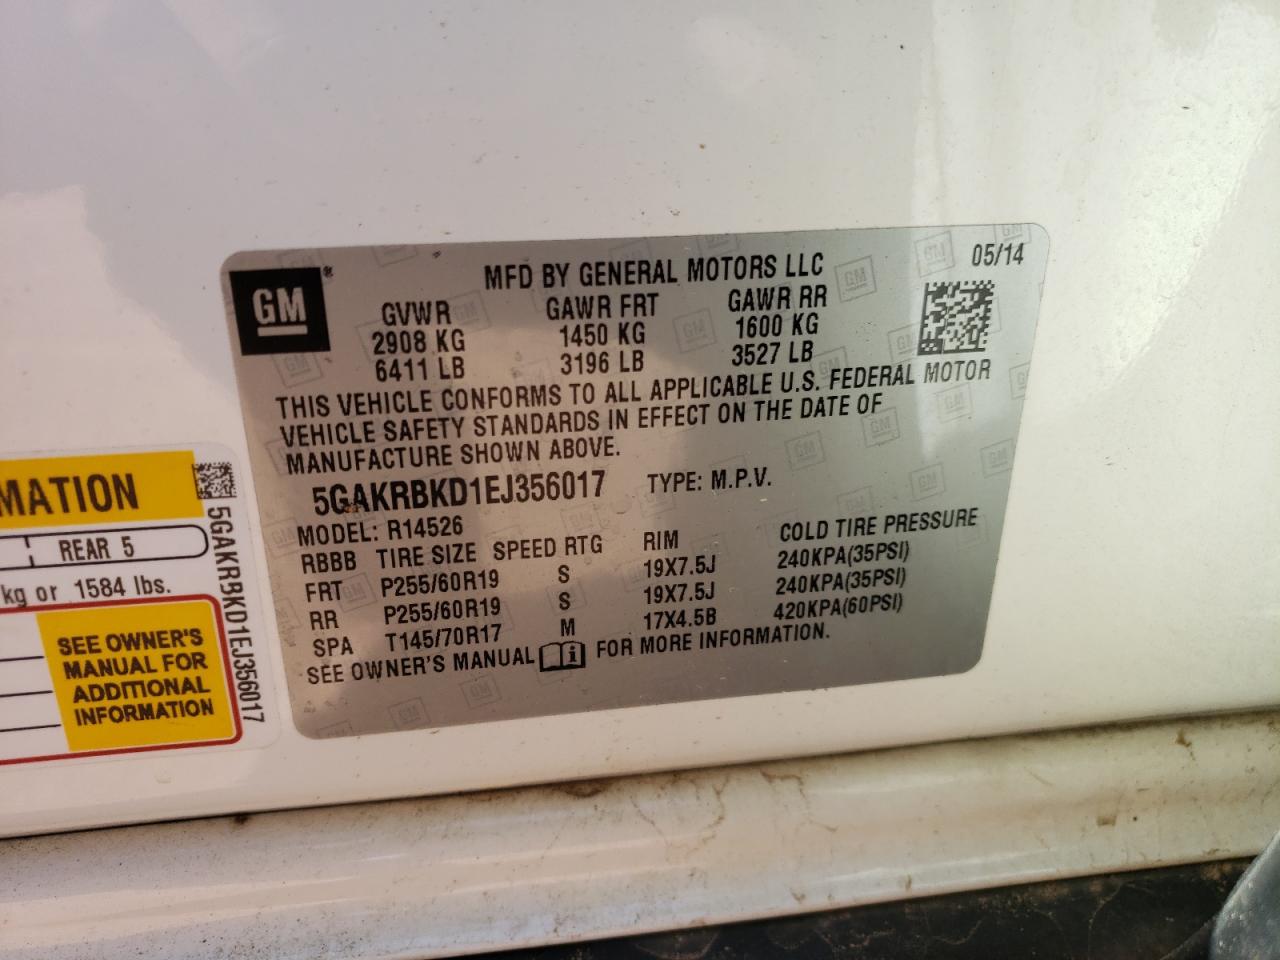 GM®
MFD BY GENERAL MOTORS LLC
05/14
GVWR GAWR FRT GAWR RR
2908 KG 1450 KG 1600 KG
6411 LB 3196 LB 3527 LB
THIS VEHICLE CONFORMS TO ALL APPLICABLE U.S. FEDERAL MOTOR
VEHICLE SAFETY STANDARDS IN EFFECT ON THE DATE OF
MANUFACTURE SHOWN ABOVE.
5GAKRBKD1EJ356017 TYPE: M.P.V.
MODEL: R14526
RBBB TIRE SIZE SPEED RTG RIM COLD TIRE PRESSURE
FRT P255/60R19 S 19X7.5J 240KPA(35PSI)
RR P255/60R19 S 19X7.5J 240KPA(35PSI)
SPA T145/70R17 M 17X4.5B 420KPA(60PSI)
SEE OWNER'S MANUAL i FOR MORE INFORMATION.
MATION
REAR 5
kg or 1584 lbs.
SEE OWNER'S
MANUAL FOR
ADDITIONAL
INFORMATION
5GAKRBKD1EJ356017